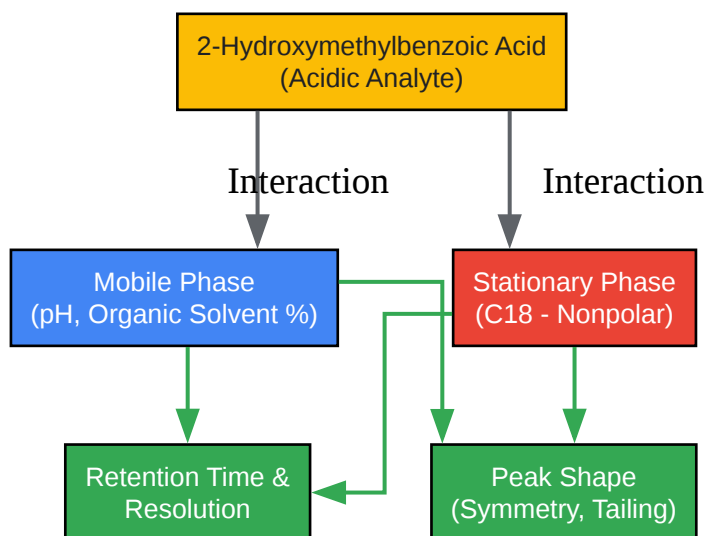 2-Hydroxymethylbenzoic Acid
(Acidic Analyte)
Interaction
Interaction
Mobile Phase
(pH, Organic Solvent %)
Stationary Phase
(C18 - Nonpolar)
Retention Time &
Resolution
Peak Shape
(Symmetry, Tailing)